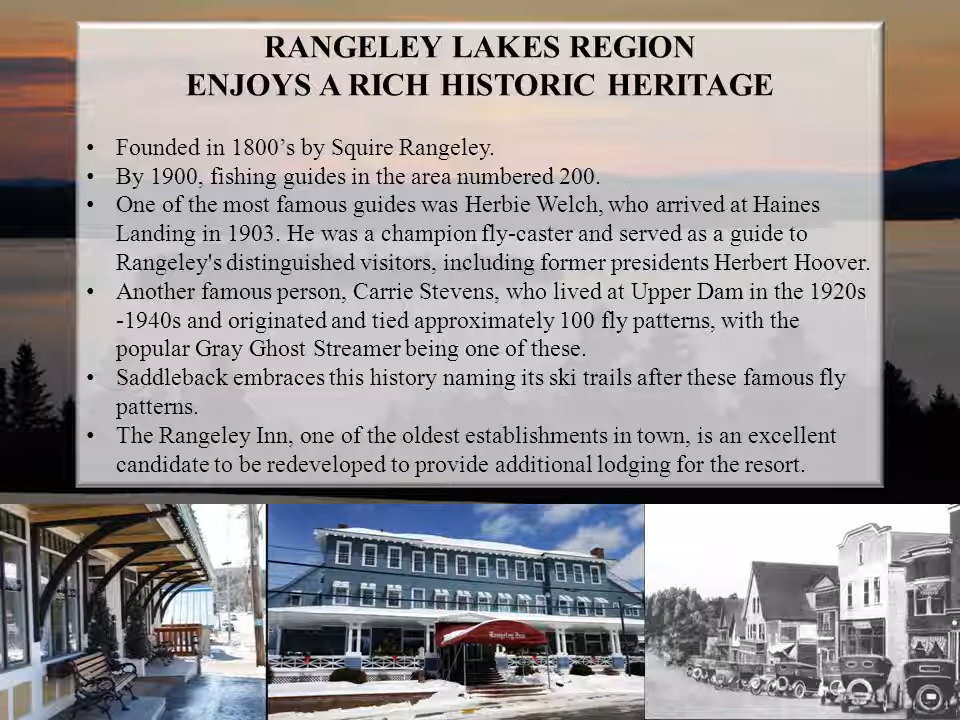 RANGELEY LAKES REGION
ENJOYS A RICH HISTORIC HERITAGE
• Founded in 1800’s by Squire Rangeley.
• By 1900, fishing guides in the area numbered 200.
• One of the most famous guides was Herbie Welch, who arrived at Haines
Landing in 1903. He was a champion fly-caster and served as a guide to
Rangeley's distinguished visitors, including former presidents Herbert Hoover.
• Another famous person, Carrie Stevens, who lived at Upper Dam in the 1920s
-1940s and originated and tied approximately 100 fly patterns, with the
popular Gray Ghost Streamer being one of these.
• Saddleback embraces this history naming its ski trails after these famous fly
patterns.
• The Rangeley Inn, one of the oldest establishments in town, is an excellent
candidate to be redeveloped to provide additional lodging for the resort.
Rangeley Inn